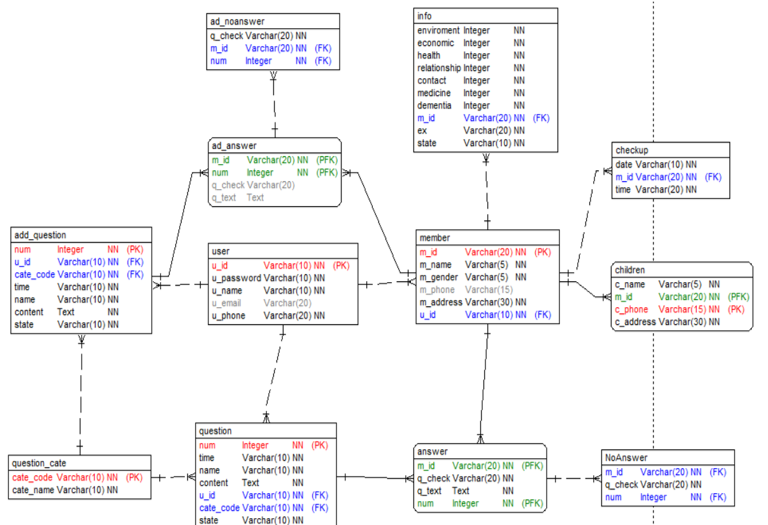 ad_noanswer
q_check Varchar(20) NN
m_id Varchar(20) NN (FK)
num Integer NN (FK)
info
enviroment Integer NN
economic Integer NN
health Integer NN
relationship Integer NN
contact Integer NN
medicine Integer NN
dementia Integer NN
m_id Varchar(20) NN (FK)
ex Varchar(20) NN
state Varchar(10) NN
ad_answer
m_id Varchar(20) NN (PFK)
num Integer NN (PFK)
q_check Varchar(20)
q_text Text
checkup
date Varchar(10) NN
m_id Varchar(20) NN (FK)
time Varchar(20) NN
add_question
num Integer NN (PK)
u_id Varchar(10) NN (FK)
cate_code Varchar(10) NN (FK)
time Varchar(10) NN
name Varchar(10) NN
content Text NN
state Varchar(10) NN
user
u_id Varchar(10) NN (PK)
u_password Varchar(10) NN
u_name Varchar(10) NN
u_email Varchar(20)
u_phone Varchar(20) NN
member
m_id Varchar(20) NN (PK)
m_name Varchar(5) NN
m_gender Varchar(5) NN
m_phone Varchar(15)
m_address Varchar(30) NN
u_id Varchar(10) NN (FK)
children
c_name Varchar(5) NN
m_id Varchar(20) NN (PFK)
c_phone Varchar(15) NN (PK)
c_address Varchar(30) NN
question_cate
cate_code Varchar(10) NN (PK)
cate_name Varchar(10) NN
question
num Integer NN (PK)
time Varchar(10) NN
name Varchar(10) NN
content Text NN
u_id Varchar(10) NN (FK)
cate_code Varchar(10) NN (FK)
state Varchar(10) NN
answer
m_id Varchar(20) NN (PFK)
q_check Varchar(20) NN
q_text Text NN
num Integer NN (PFK)
NoAnswer
m_id Varchar(20) NN (FK)
q_check Varchar(20) NN
num Integer NN (FK)